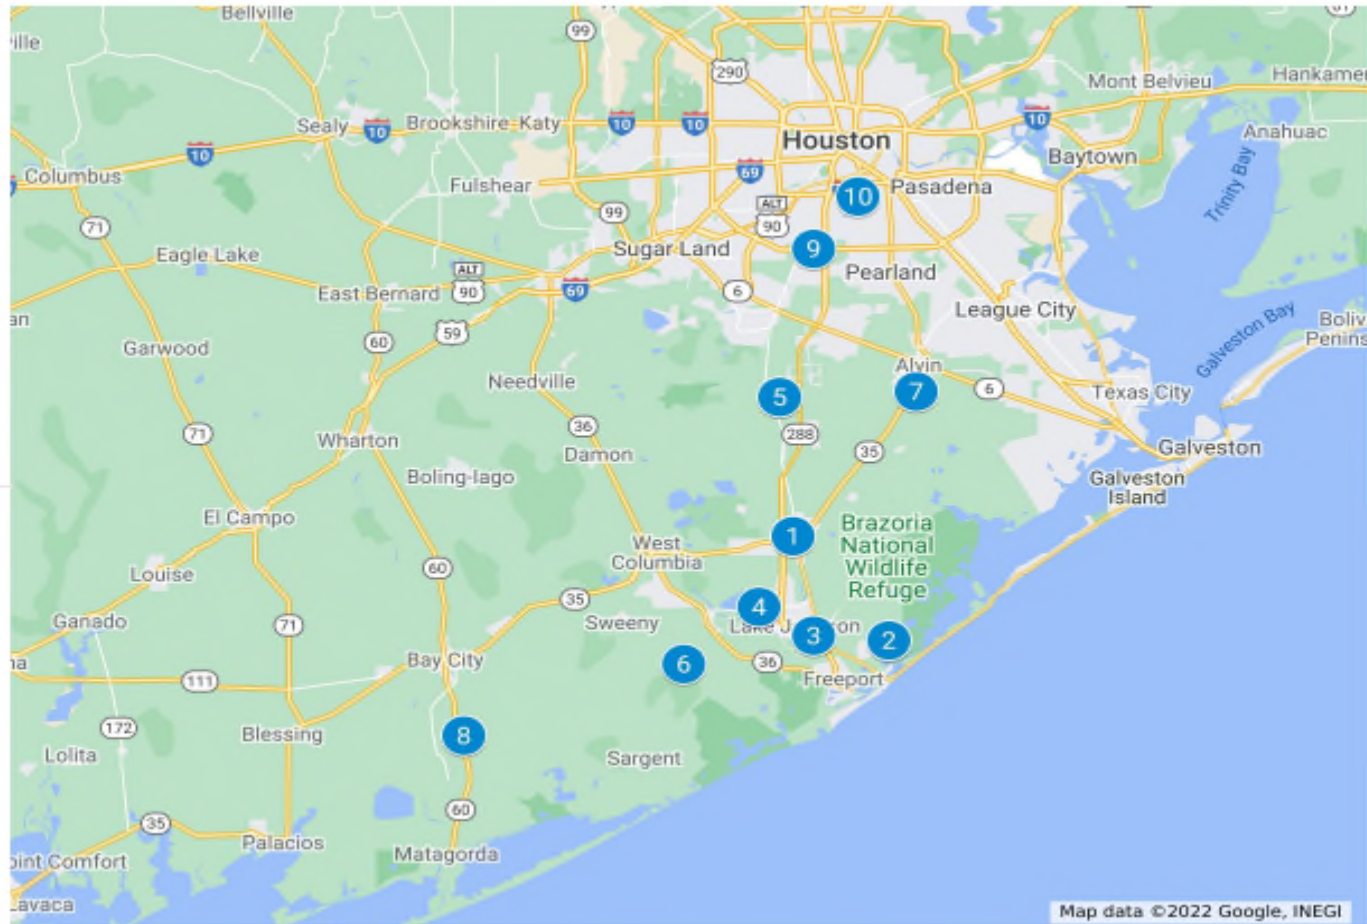 Bellville
99
61
ville
290
Mont Belvieu
Hankamer
Sealy
10
Brookshire
Katy
10
10
10
Houston
Anahuac
10
Baytown
Columbus
69
Fulshear
10
Pasadena
Trinity Bay
71
99
ALT
90
Eagle Lake
Sugar Land
9
Pearland
ALT
90
East Bernard
69
6
League City
an
59
Galveston Bay
Boliv
Penins
Garwood
60
Alvin
Needville
5
7
6
Texas City
71
36
288
Wharton
35
Galveston
Damon
Boling-Iago
Galveston
Island
El Campo
1
Brazoria
National
Wildlife
Refuge
West
Columbia
Louise
60
35
4
Ganado
71
Sweeny
3
2
na
Bay City
6
36
Freeport
111
172
Blessing
8
Lolita
Sargent
60
35
Palacios
Matagorda
oint Comfort
Lavaca
Map data ©2022 Google, INEGI